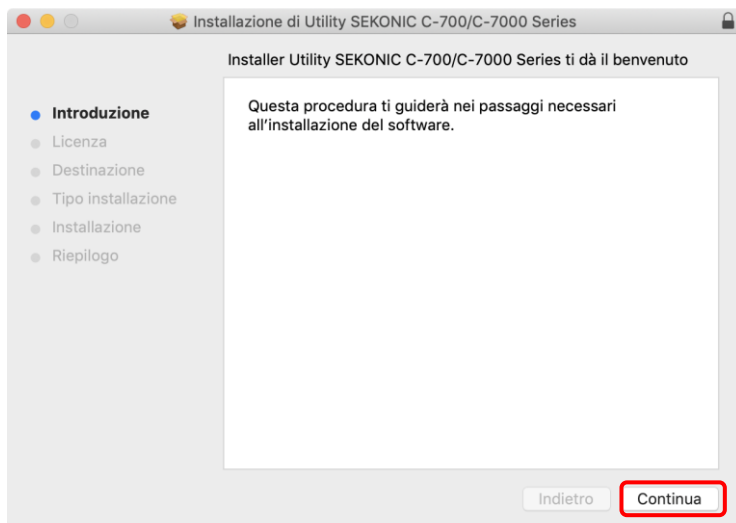 Installazione di Utility SEKONIC C-700/C-7000 Series
Installer Utility SEKONIC C-700/C-7000 Series ti dà il benvenuto
Introduzione
Licenza
Destinazione
Tipo installazione
Installazione
Riepilogo
Questa procedura ti guiderà nei passaggi necessari
all’installazione del software.
Indietro
Continua